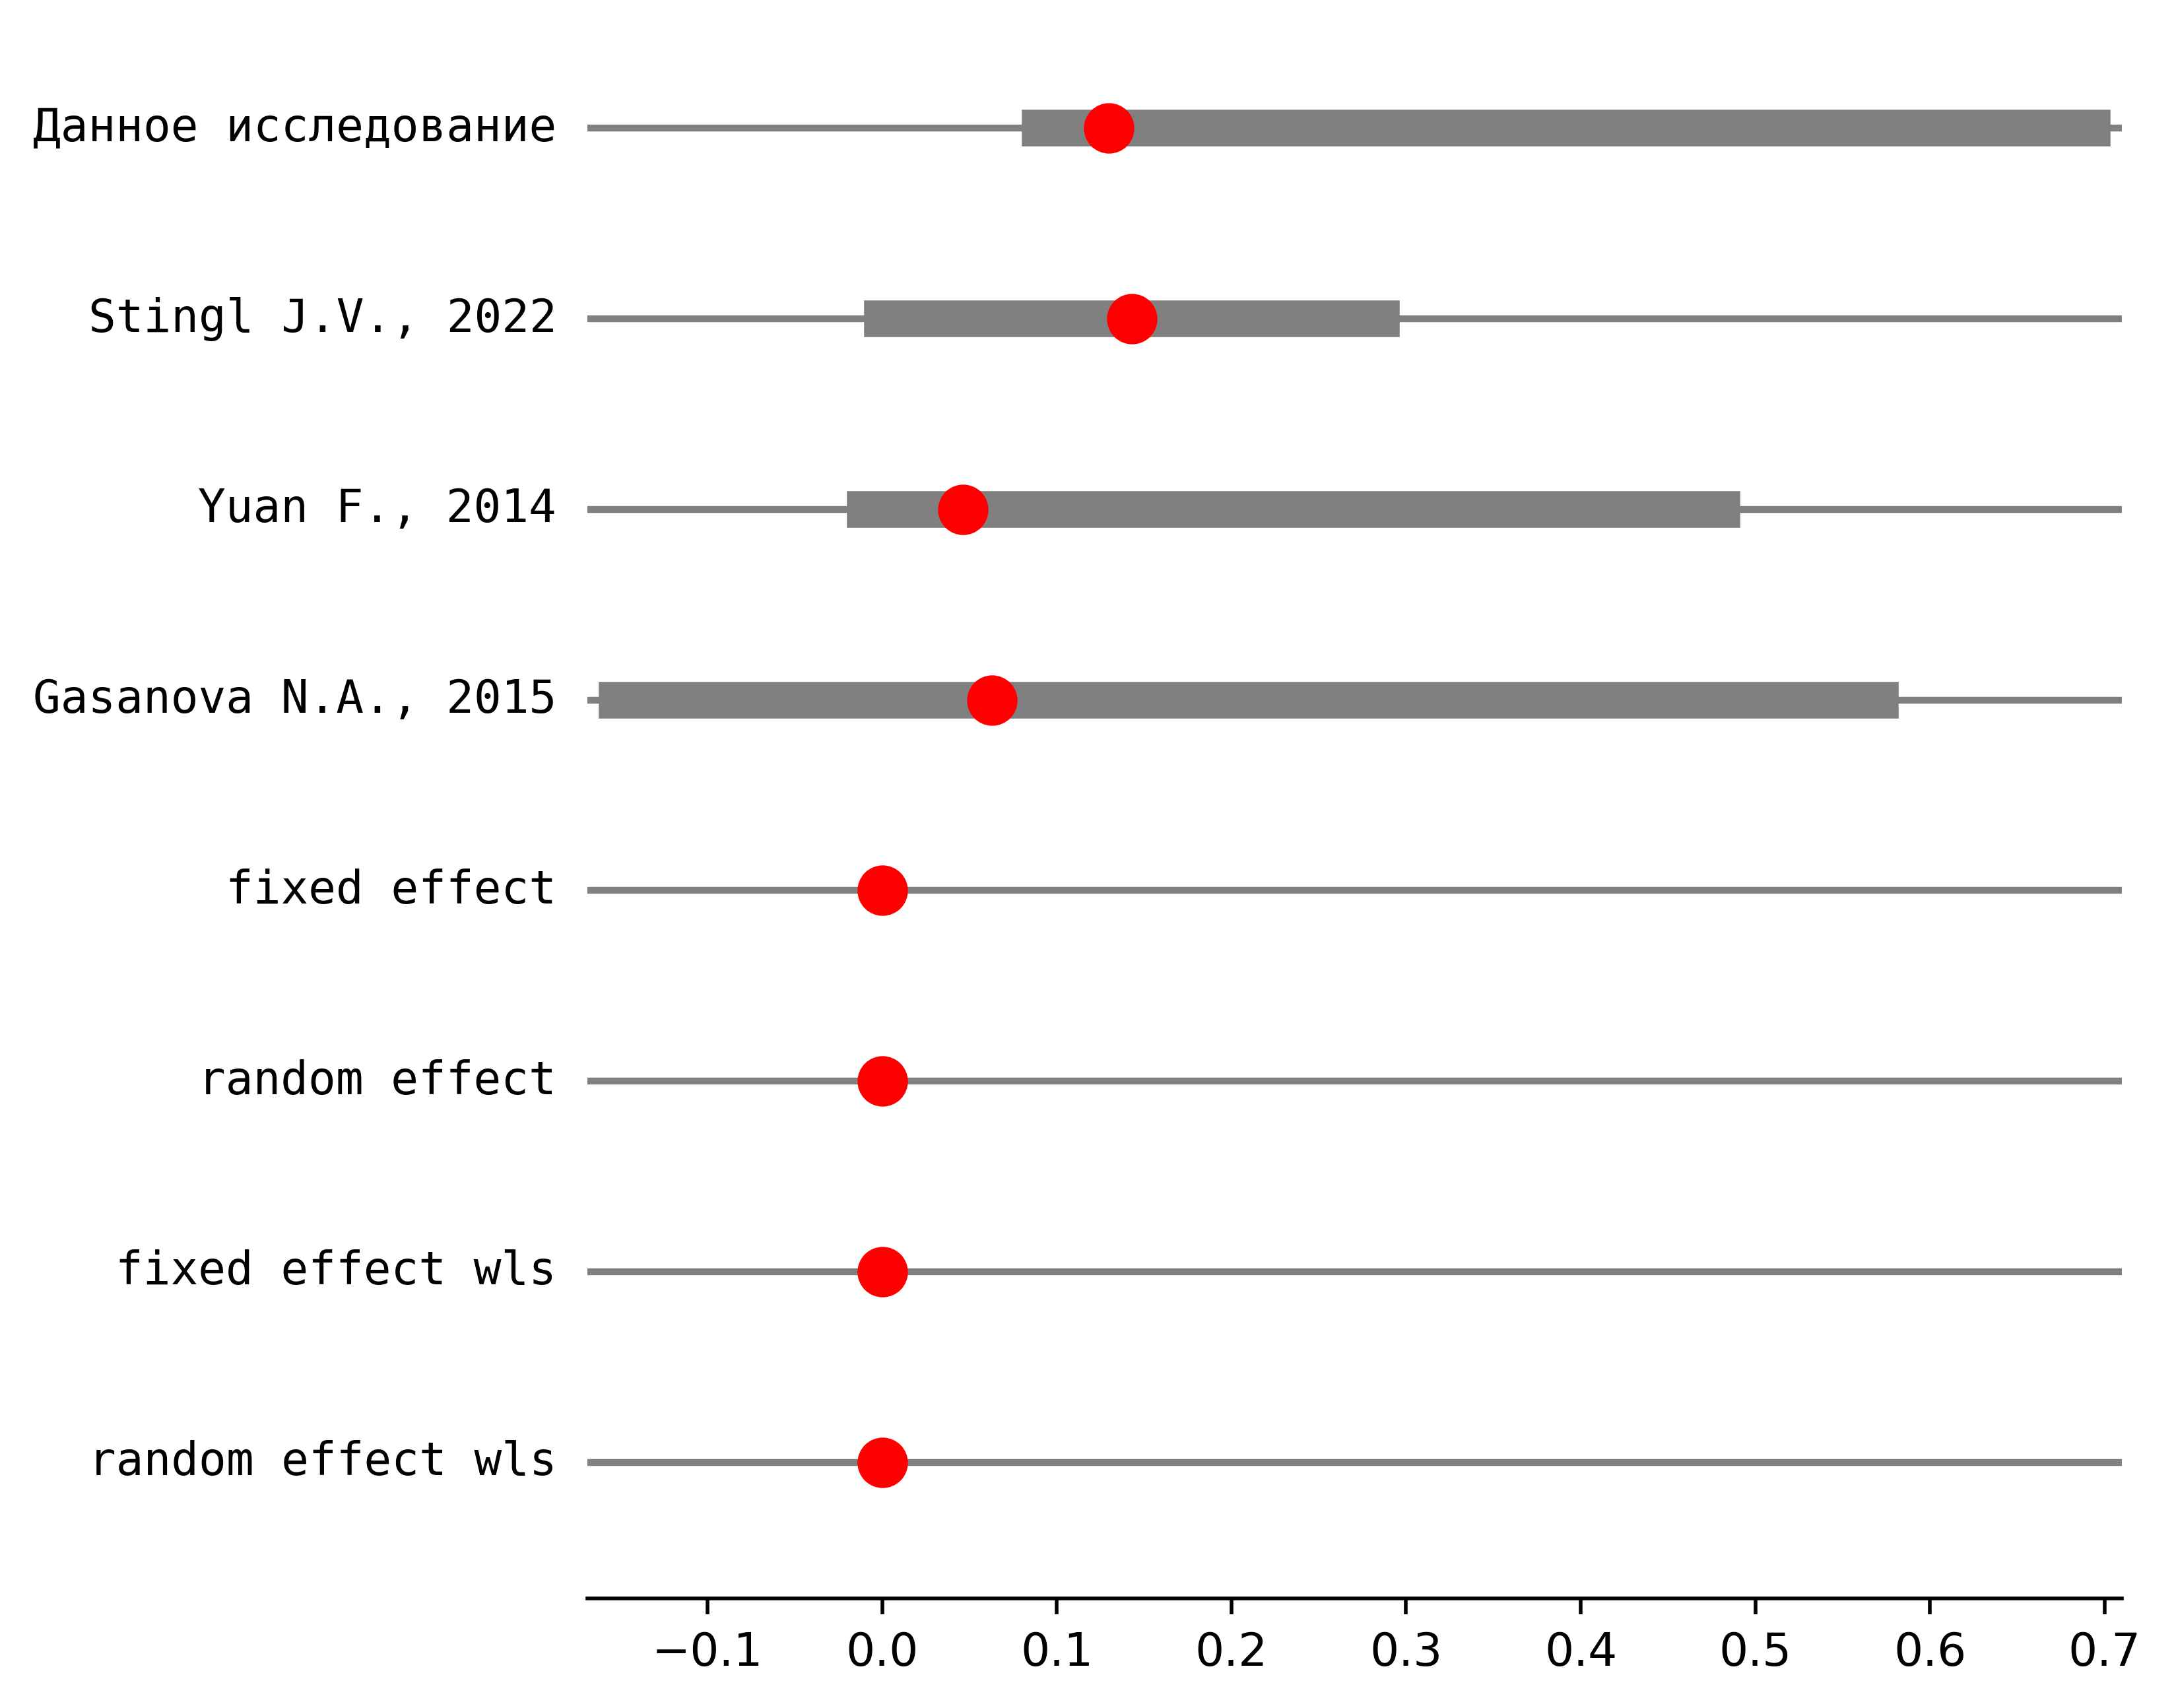 Данное исследование
Stingl J.V., 2022
Yuan F., 2014
Gasanova N.A., 2015
fixed effect
random effect
fixed effect wls
random effect wls
−0.1 0.0 0.1 0.2 0.3 0.4 0.5 0.6 0.7